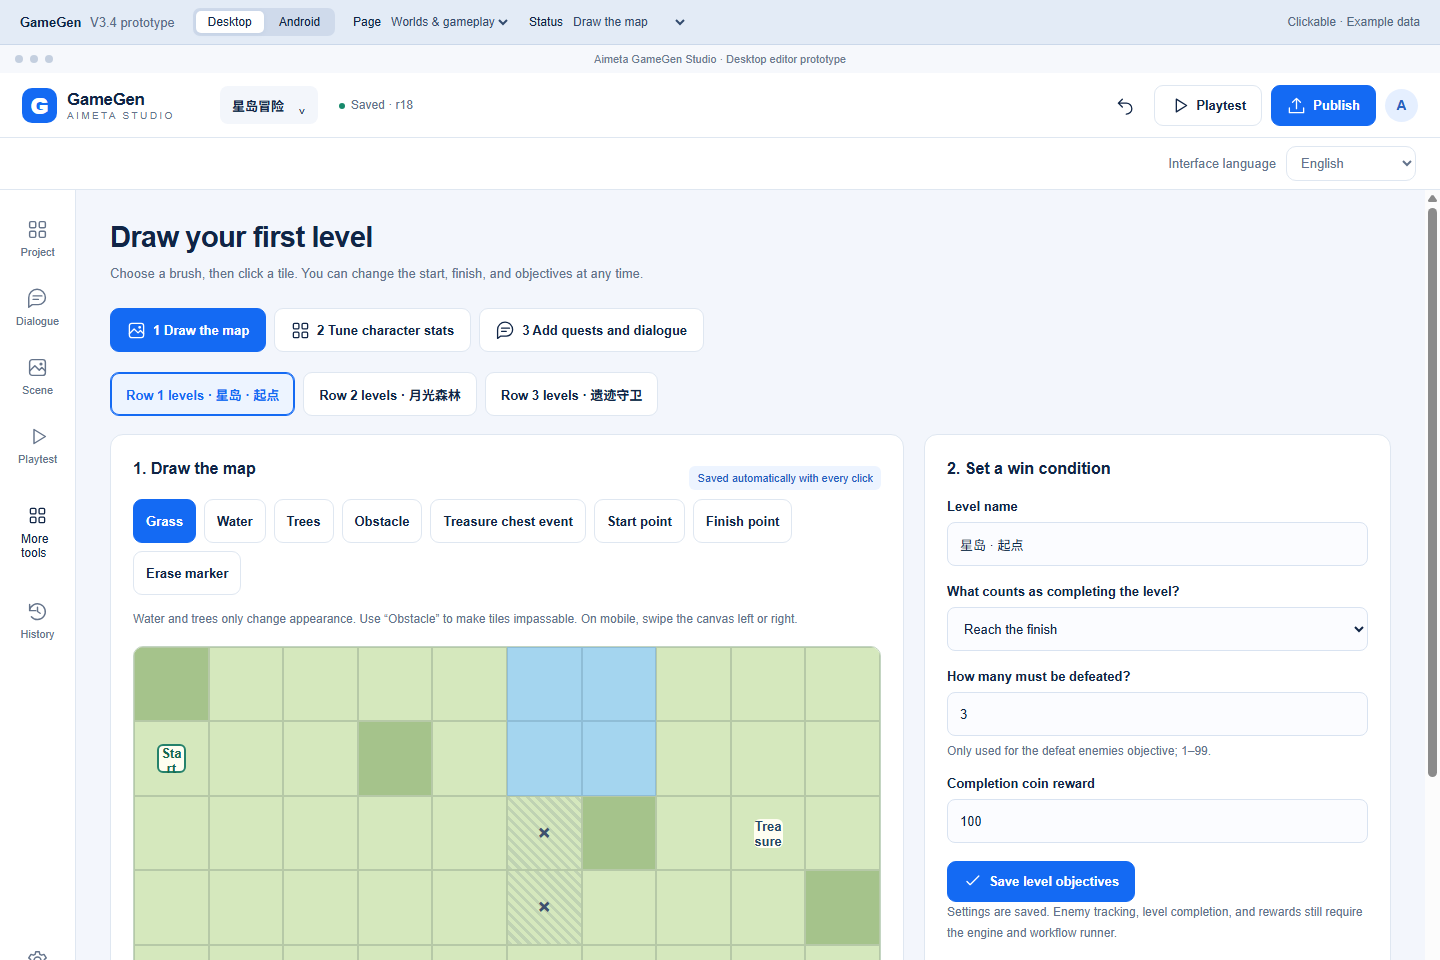 GameGen V3.4 prototype Desktop Android Page Worlds & gameplay Status Draw the map Clickable · Example data
Aimeta GameGen Studio · Desktop editor prototype
G GameGen
AIMETA STUDIO
星岛冒险
Saved · r18
Playtest
Publish
A
Interface language English
Project
Dialogue
Scene
Playtest
More
tools
History
Draw your first level
Choose a brush, then click a tile. You can change the start, finish, and objectives at any time.
1 Draw the map 2 Tune character stats 3 Add quests and dialogue
Row 1 levels · 星岛 · 起点 Row 2 levels · 月光森林 Row 3 levels · 遗迹守卫
1. Draw the map
Saved automatically with every click
Grass Water Trees Obstacle Treasure chest event Start point Finish point
Erase marker
Water and trees only change appearance. Use “Obstacle” to make tiles impassable. On mobile, swipe the canvas left or right.
Sta
rt
×
Trea
sure
×
2. Set a win condition
Level name
星岛 · 起点
What counts as completing the level?
Reach the finish
How many must be defeated?
3
Only used for the defeat enemies objective; 1–99.
Completion coin reward
100
Save level objectives
Settings are saved. Enemy tracking, level completion, and rewards still require
the engine and workflow runner.